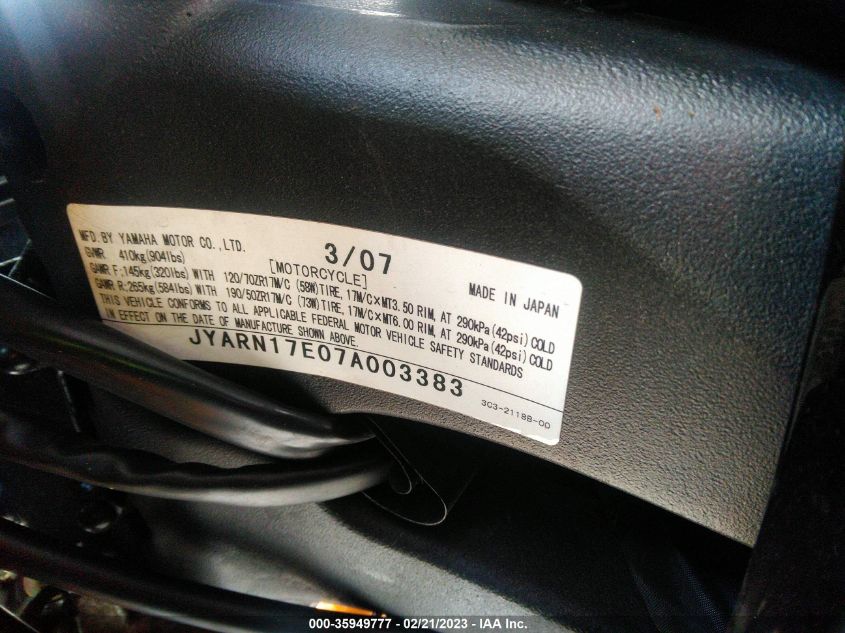 MFD. BY YAMAHA MOTOR CO., LTD. 3/07
GVWR 410kg(904lbs) [MOTORCYCLE] MADE IN JAPAN
GAWR F:145kg(320lbs)WITH 120/70ZR17M/C (58W)TIRE, 17M/C×MT3.50 RIM, AT 290kPa(42psi)COLD
GAWR R:265kg(584lbs)WITH 190/50ZR17M/C (73W)TIRE, 17M/C×MT6.00 RIM, AT 290kPa(42psi)COLD
THIS VEHICLE CONFORMS TO ALL APPLICABLE FEDERAL MOTOR VEHICLE SAFETY STANDARDS
IN EFFECT ON THE DATE OF MANUFACTURE SHOWN ABOVE.
JYARN17E07A003383
3C3-2118B-00
000-35949777 - 02/21/2023 - IAA Inc.